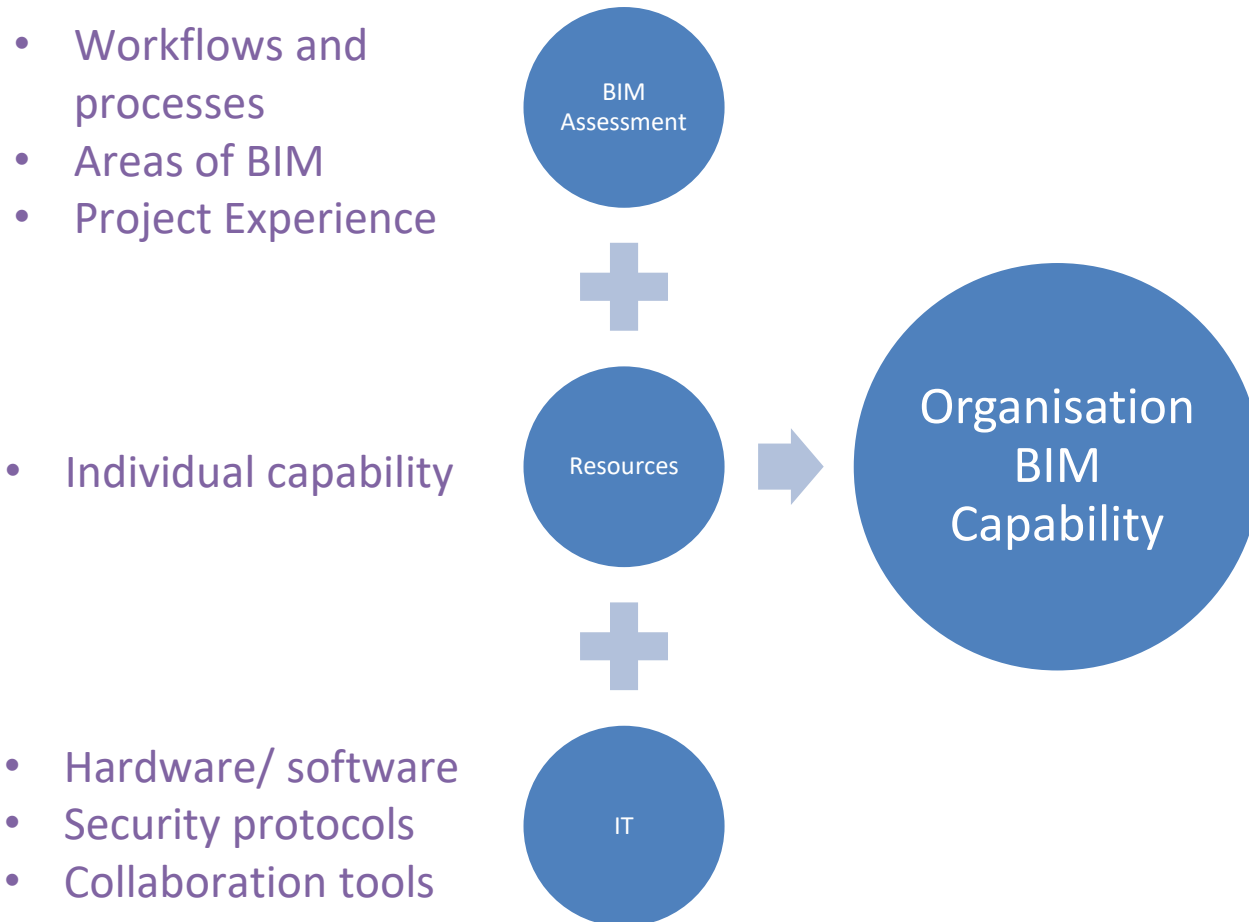 • Workflows and
processes
• Areas of BIM
• Project Experience
BIM
Assessment
• Individual capability
Resources
Organisation
BIM
Capability
• Hardware/ software
• Security protocols
• Collaboration tools
IT